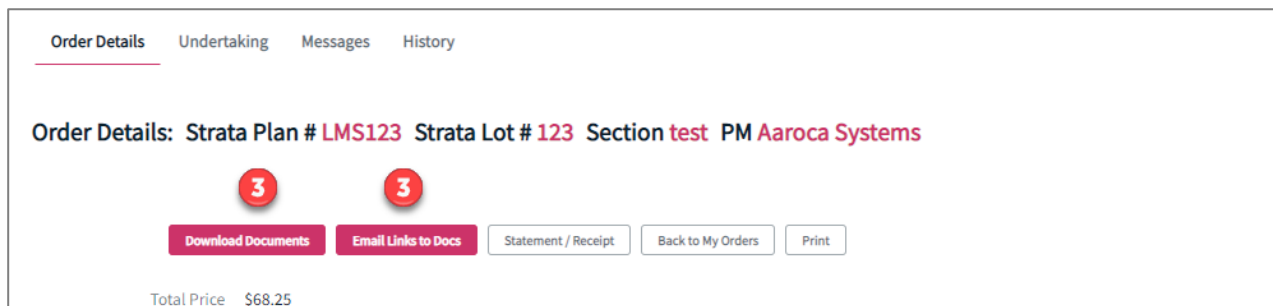 Order Details Undertaking Messages History
Order Details: Strata Plan # LMS123 Strata Lot # 123 Section test PM Aaroca Systems
3 3
Download Documents Email Links to Docs Statement / Receipt Back to My Orders Print
Total Price $68.25